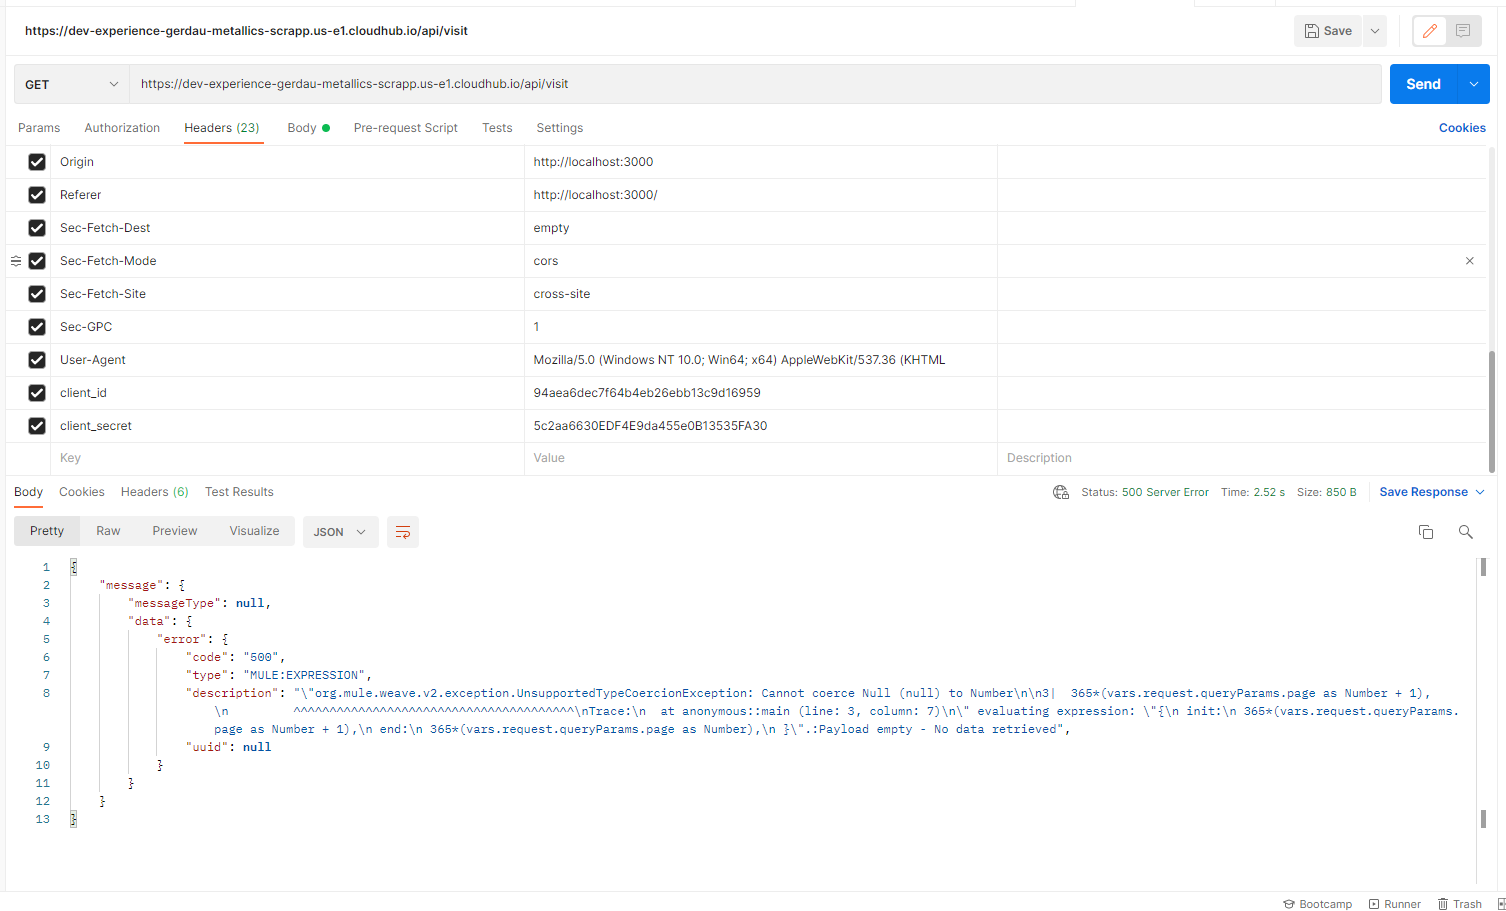 https://dev-experience-gerdau-metallics-scrapp.us-e1.cloudhub.io/api/visit
Save
GET
https://dev-experience-gerdau-metallics-scrapp.us-e1.cloudhub.io/api/visit
Send
Params Authorization Headers (23) Body Pre-request Script Tests Settings Cookies
Origin http://localhost:3000
Referer http://localhost:3000/
Sec-Fetch-Dest empty
Sec-Fetch-Mode cors
Sec-Fetch-Site cross-site
Sec-GPC 1
User-Agent Mozilla/5.0 (Windows NT 10.0; Win64; x64) AppleWebKit/537.36 (KHTML
client_id 94aea6dec7f64b4eb26ebb13c9d16959
client_secret 5c2aa6630EDF4E9da455e0B13535FA30
Key Value Description
Body Cookies Headers (6) Test Results Status: 500 Server Error Time: 2.52 s Size: 850 B Save Response
Pretty Raw Preview Visualize JSON
1 {
2 "message": {
3 "messageType": null,
4 "data": {
5 "error": {
6 "code": "500",
7 "type": "MULE:EXPRESSION",
8 "description": "\"org.mule.weave.v2.exception.UnsupportedTypeCoercionException: Cannot coerce Null (null) to Number\n\n3|  365*(vars.request.queryParams.page as Number + 1),
\n ^^^^^^^^^^^^^^^^^^^^^^^^^^^^^^^^^^^^^^^\nTrace:\n  at anonymous::main (line: 3, column: 7)\n\" evaluating expression: \"{\n init:\n 365*(vars.request.queryParams.
page as Number + 1),\n end:\n 365*(vars.request.queryParams.page as Number),\n }\".:Payload empty - No data retrieved",
9 "uuid": null
10 }
11 }
12 }
13 }
Bootcamp Runner Trash